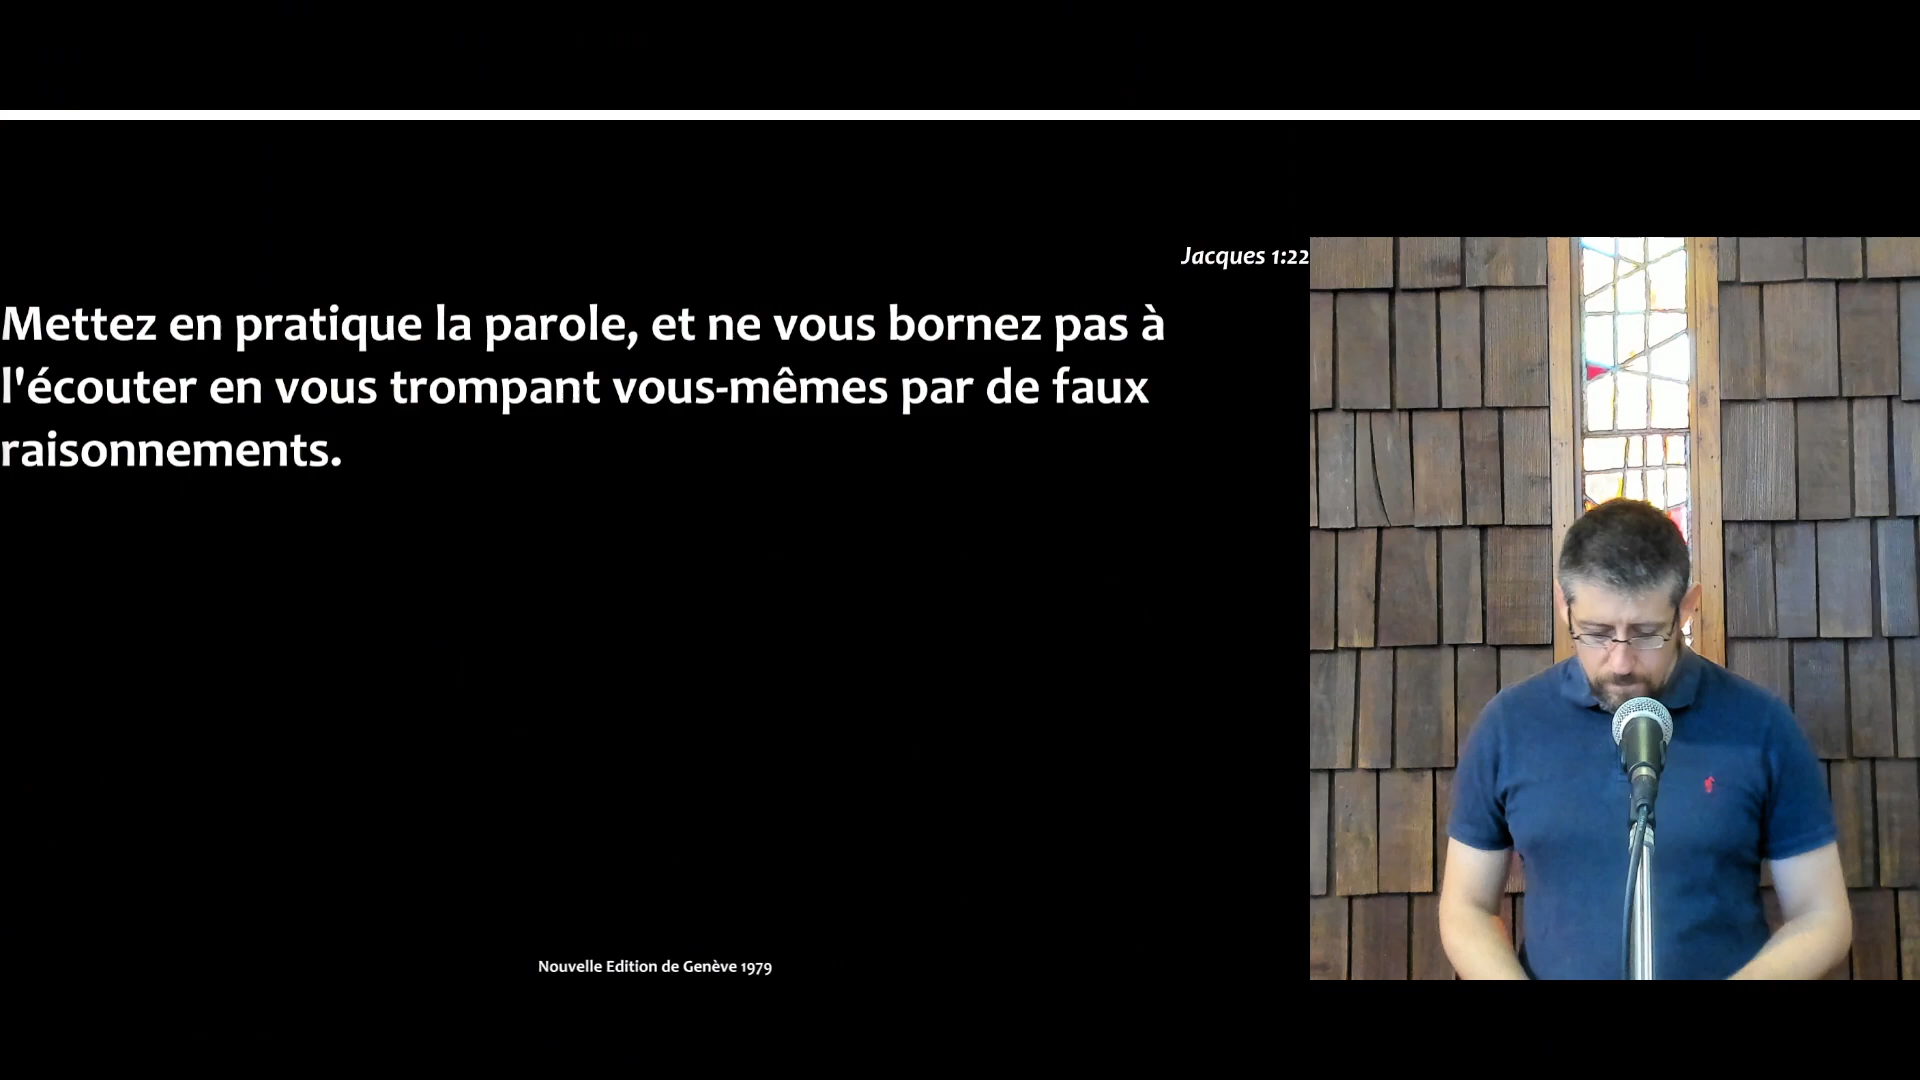 Jacques 1:22
Mettez en pratique la parole, et ne vous bornez pas à
l'écouter en vous trompant vous-mêmes par de faux
raisonnements.
Nouvelle Edition de Genève 1979